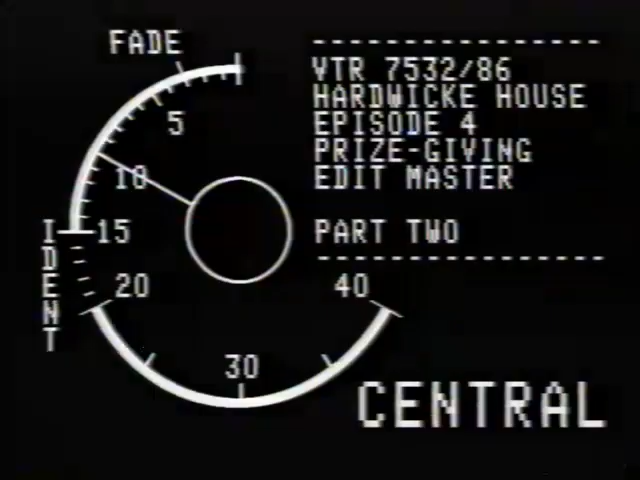 FADE
----------------
VTR 7532/86
HARDWICKE HOUSE
EPISODE 4
PRIZE-GIVING
EDIT MASTER
PART TWO
----------------
5
10
15
IDENT
20
30
40
CENTRAL